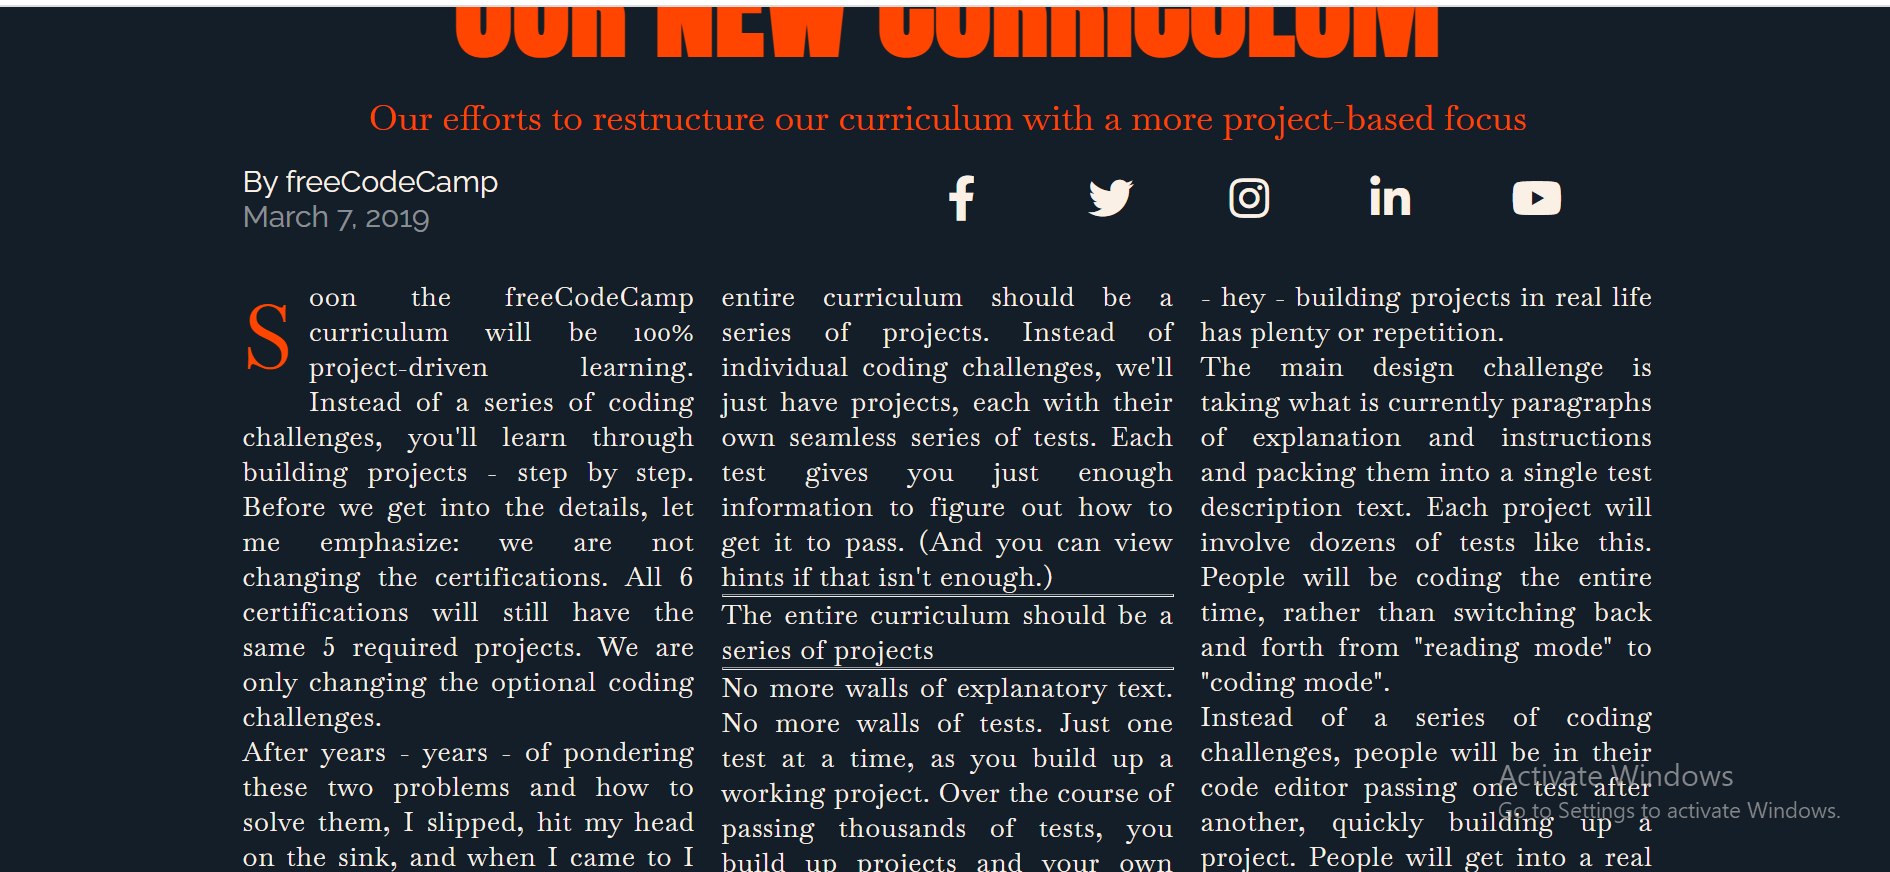 OUR NEW CURRICULUM
Our efforts to restructure our curriculum with a more project-based focus
By freeCodeCamp
March 7, 2019
Soon the freeCodeCamp
curriculum will be 100%
project-driven learning.
Instead of a series of coding
challenges, you'll learn through
building projects - step by step.
Before we get into the details, let
me emphasize: we are not
changing the certifications. All 6
certifications will still have the
same 5 required projects. We are
only changing the optional coding
challenges.
After years - years - of pondering
these two problems and how to
solve them, I slipped, hit my head
on the sink, and when I came to I
entire curriculum should be a
series of projects. Instead of
individual coding challenges, we'll
just have projects, each with their
own seamless series of tests. Each
test gives you just enough
information to figure out how to
get it to pass. (And you can view
hints if that isn't enough.)
The entire curriculum should be a
series of projects
No more walls of explanatory text.
No more walls of tests. Just one
test at a time, as you build up a
working project. Over the course of
passing thousands of tests, you
build up projects and your own
- hey - building projects in real life
has plenty or repetition.
The main design challenge is
taking what is currently paragraphs
of explanation and instructions
and packing them into a single test
description text. Each project will
involve dozens of tests like this.
People will be coding the entire
time, rather than switching back
and forth from "reading mode" to
"coding mode".
Instead of a series of coding
challenges, people will be in their
code editor passing one test after
another, quickly building up a
project. People will get into a real
Activate Windows
Go to Settings to activate Windows.